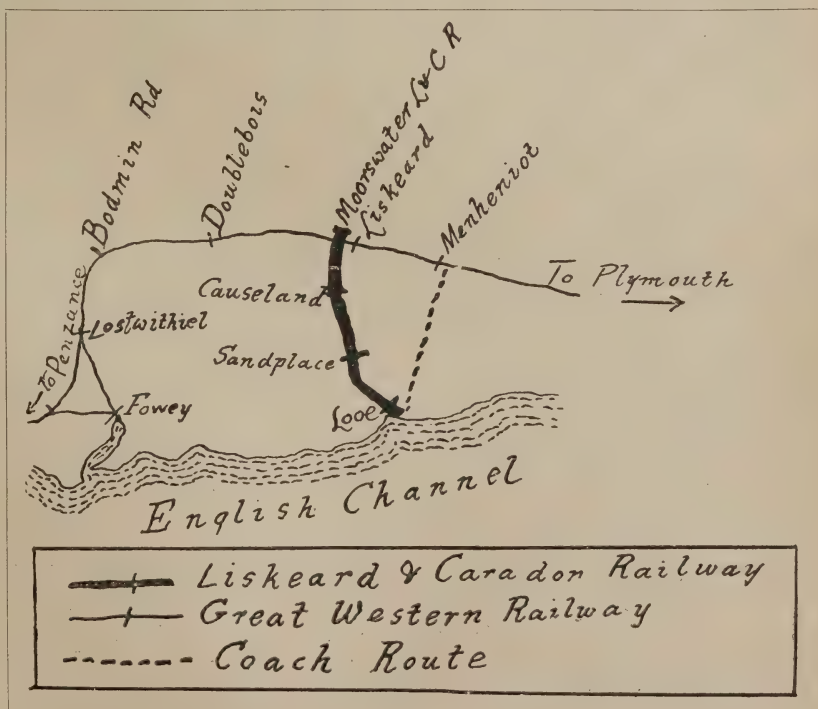 Bodmin Rd
Doublebois
Moorswater L & C R
Liskeard
Menheniot
To Plymouth
Causeland
To Penzance
Lostwithiel
Sandplace
Fowey
Looe
English Channel
Liskeard & Caradon Railway
Great Western Railway
Coach Route